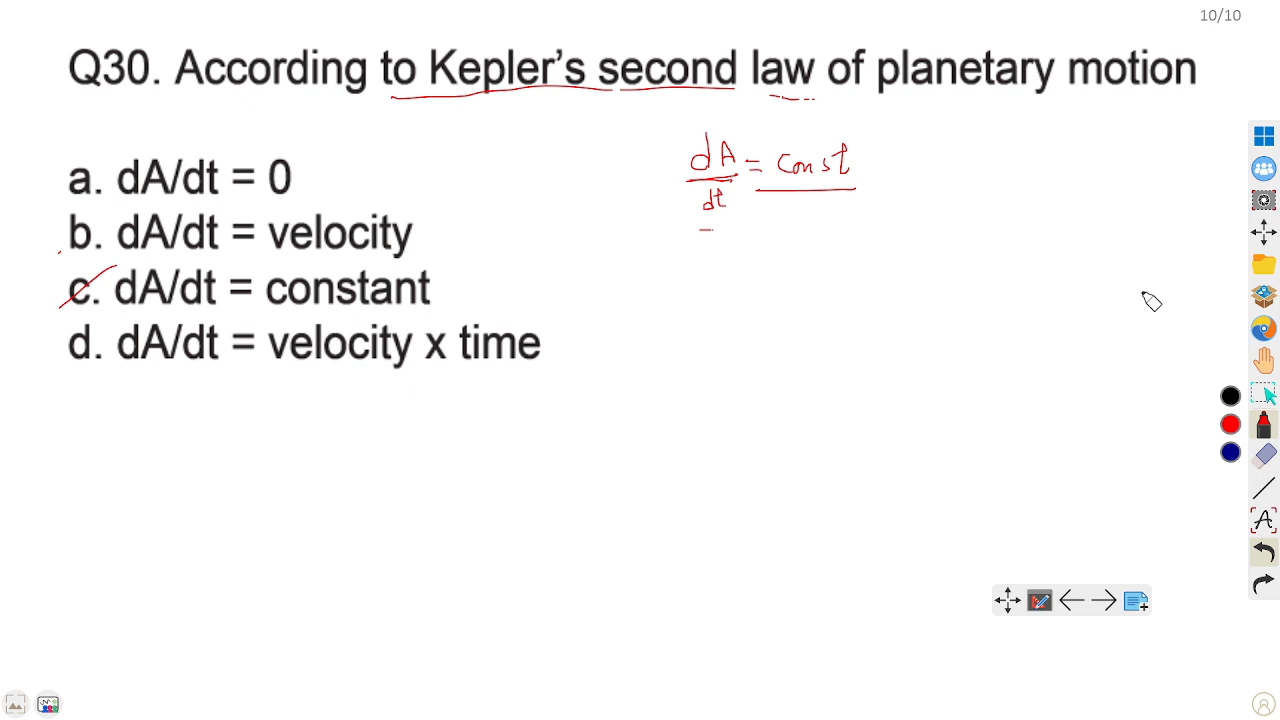 10/10
Q30. According to Kepler's second law of planetary motion
dA/dt = const
a. dA/dt = 0
b. dA/dt = velocity
c. dA/dt = constant
d. dA/dt = velocity x time